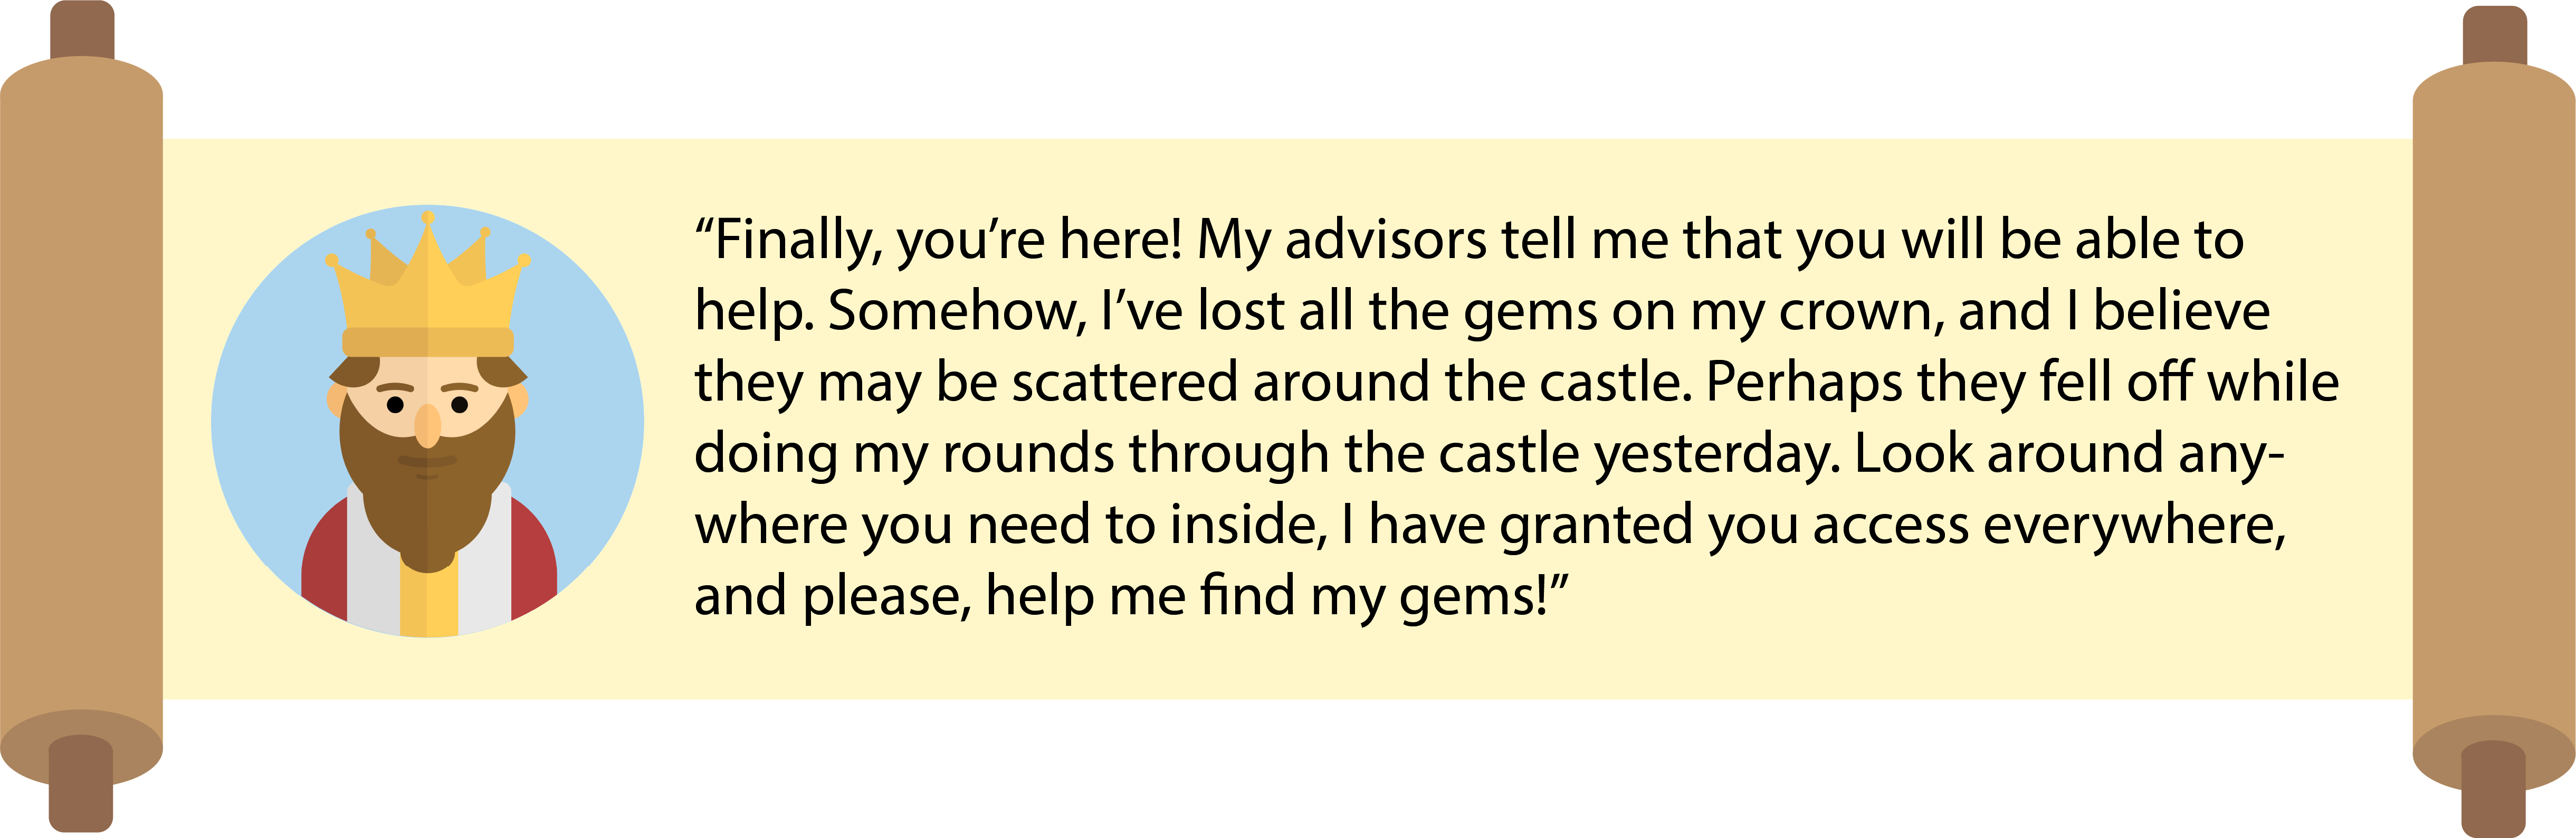 “Finally, you’re here! My advisors tell me that you will be able to
help. Somehow, I’ve lost all the gems on my crown, and I believe
they may be scattered around the castle. Perhaps they fell off while
doing my rounds through the castle yesterday. Look around any-
where you need to inside, I have granted you access everywhere,
and please, help me find my gems!”